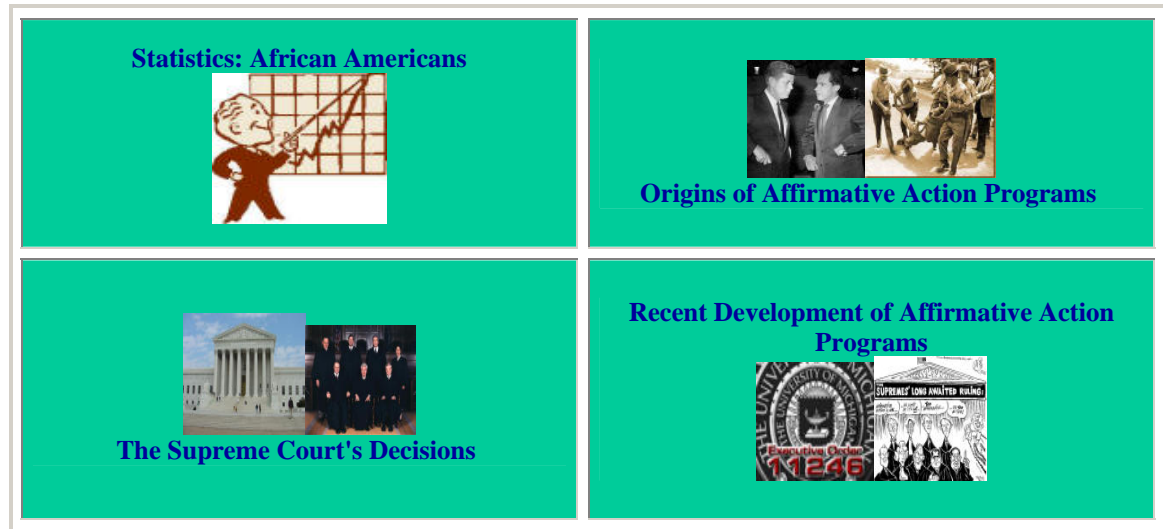 Statistics: African Americans
Origins of Affirmative Action Programs
The Supreme Court's Decisions
Recent Development of Affirmative Action
Programs
THE UNIVERSITY OF MICHIGAN
Executive Order
11246
SUPREMES' LONG AWAITED RULING: